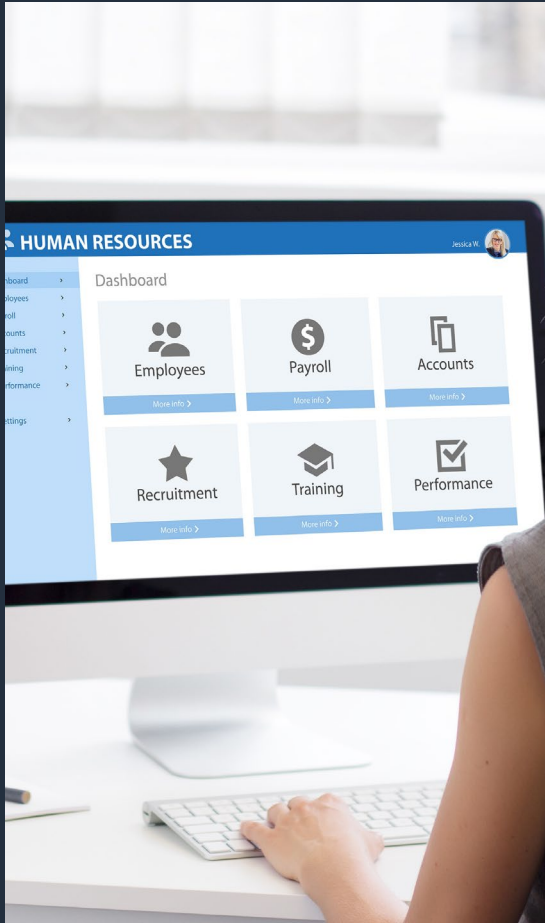 HUMAN RESOURCES
Jessica W.
Dashboard
Employees
More info
Payroll
More info
Accounts
More info
Recruitment
More info
Training
More info
Performance
More info